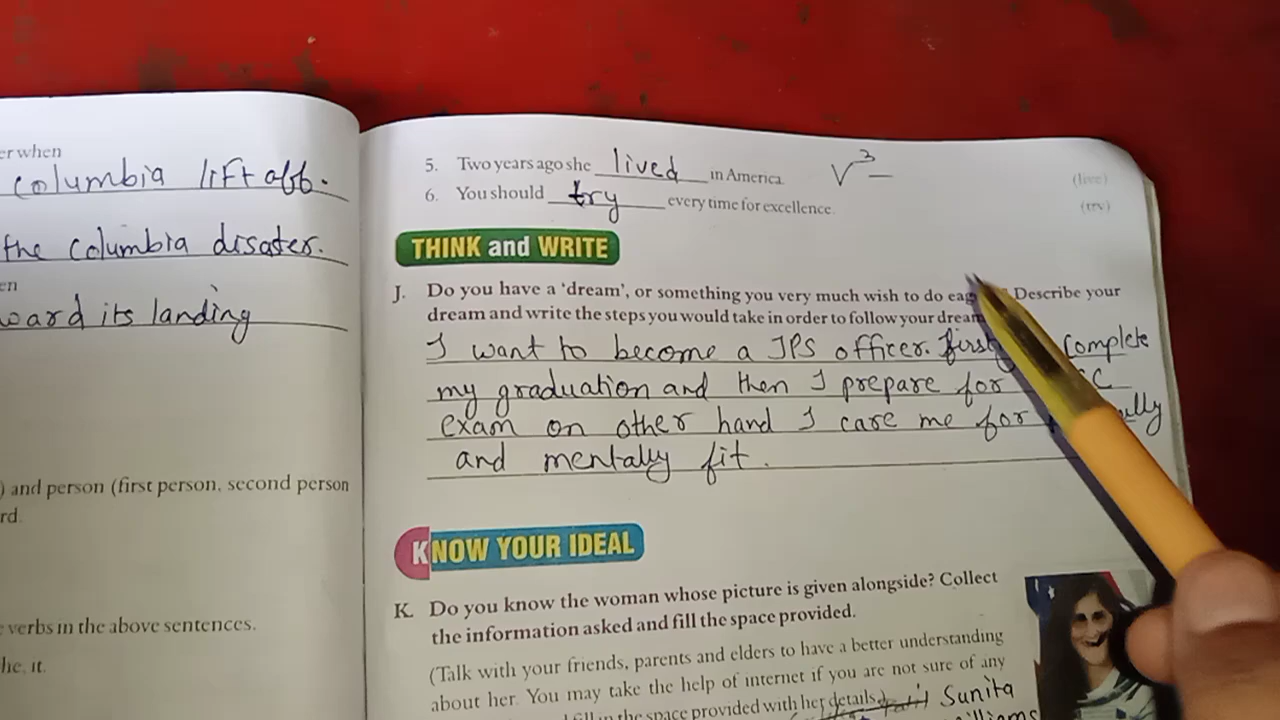 er when
columbia lift abb.
the columbia disater.
en
ward its landing
) and person (first person, second person
rd.
e verbs in the above sentences.
he, it.
5. Two years ago she lived in America. V3 (live)
6. You should try every time for excellence. (try)
THINK and WRITE
J. Do you have a 'dream', or something you very much wish to do Describe your
dream and write the steps you would take in order to follow your dream
I want to become a IPS officer. complete
my graduation and then I prepare for
exam on other hand I care me for
and mentally fit.
KNOW YOUR IDEAL
K. Do you know the woman whose picture is given alongside? Collect
the information asked and fill the space provided.
(Talk with your friends, parents and elders to have a better understanding
about her. You may take the help of internet if you are not sure of any
in the space provided with her details.) Sunita